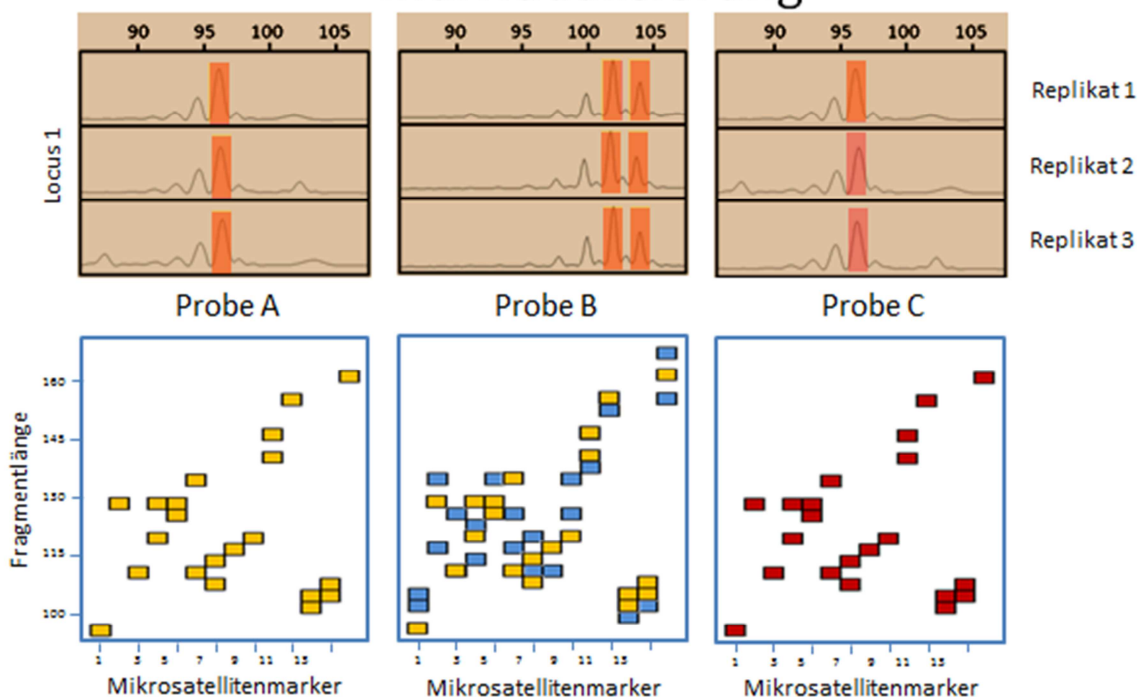 90 95 100 105 90 95 100 105 90 95 100 105
Locus 1
Replikat 1
Replikat 2
Replikat 3
Probe A Probe B Probe C
Fragmentlänge
160
145
130
115
100
1 3 5 7 9 11 13 1 3 5 7 9 11 13 1 3 5 7 9 11 13
Mikrosatellitenmarker Mikrosatellitenmarker Mikrosatellitenmarker